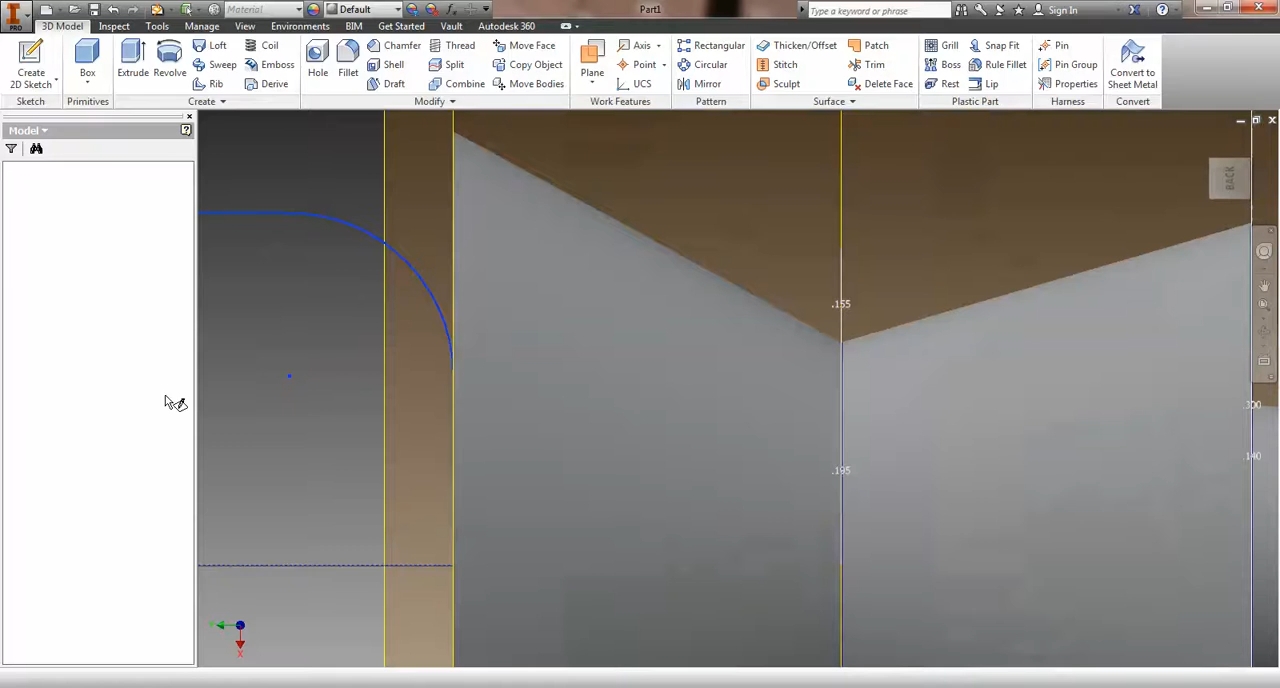 Material
Default
Part1
Type a keyword or phrase
Sign In
PRO
3D Model
Inspect
Tools
Manage
View
Environments
BIM
Get Started
Vault
Autodesk 360
Create
2D Sketch
Sketch
Box
Primitives
Extrude
Revolve
Loft
Sweep
Rib
Coil
Emboss
Derive
Create
Hole
Fillet
Chamfer
Shell
Draft
Thread
Split
Combine
Move Face
Copy Object
Move Bodies
Modify
Plane
Axis
Point
UCS
Work Features
Rectangular
Circular
Mirror
Pattern
Thicken/Offset
Stitch
Sculpt
Patch
Trim
Delete Face
Surface
Grill
Boss
Rest
Snap Fit
Rule Fillet
Lip
Plastic Part
Pin
Pin Group
Properties
Harness
Convert to
Sheet Metal
Convert
Model
BACK
.155
.195
.300
.140
X